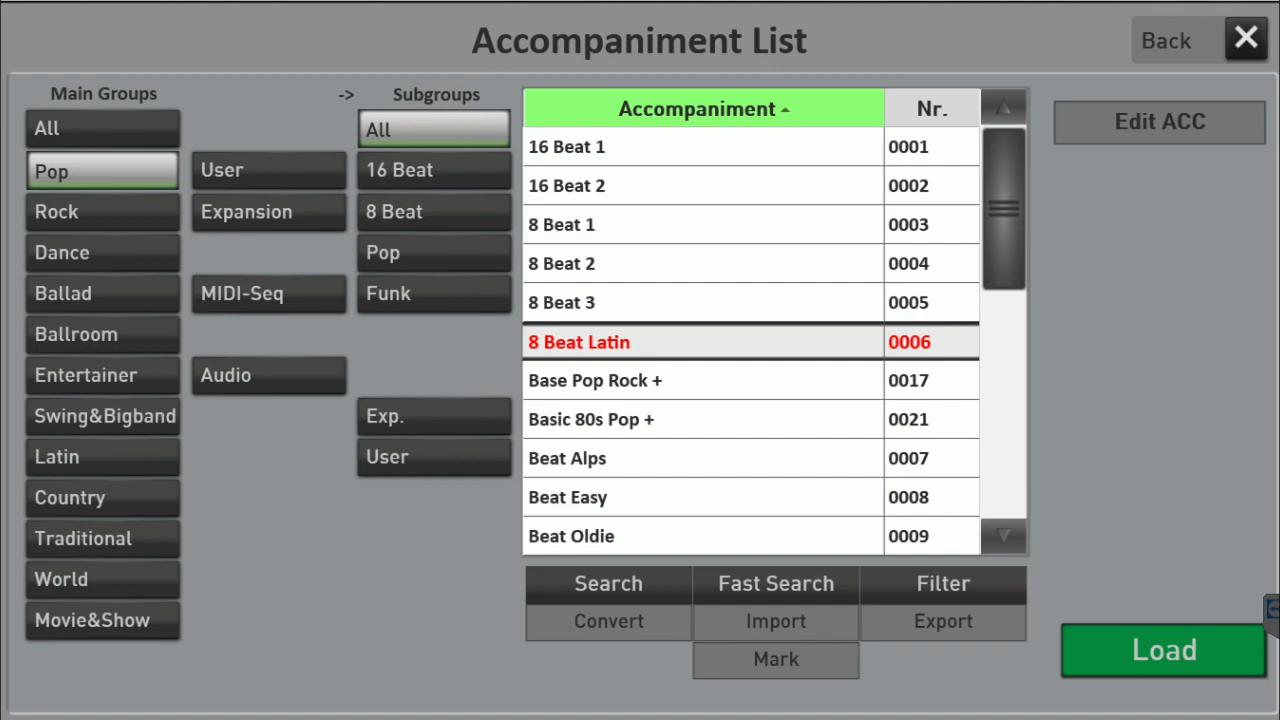 Accompaniment List
Back
Main Groups -> Subgroups
All
Pop
Rock
Dance
Ballad
Ballroom
Entertainer
Swing&Bigband
Latin
Country
Traditional
World
Movie&Show
User
Expansion
MIDI-Seq
Audio
All
16 Beat
8 Beat
Pop
Funk
Exp.
User
Accompaniment Nr.
16 Beat 1 0001
16 Beat 2 0002
8 Beat 1 0003
8 Beat 2 0004
8 Beat 3 0005
8 Beat Latin 0006
Base Pop Rock + 0017
Basic 80s Pop + 0021
Beat Alps 0007
Beat Easy 0008
Beat Oldie 0009
Search Fast Search Filter
Convert Import Export
Mark
Edit ACC
Load